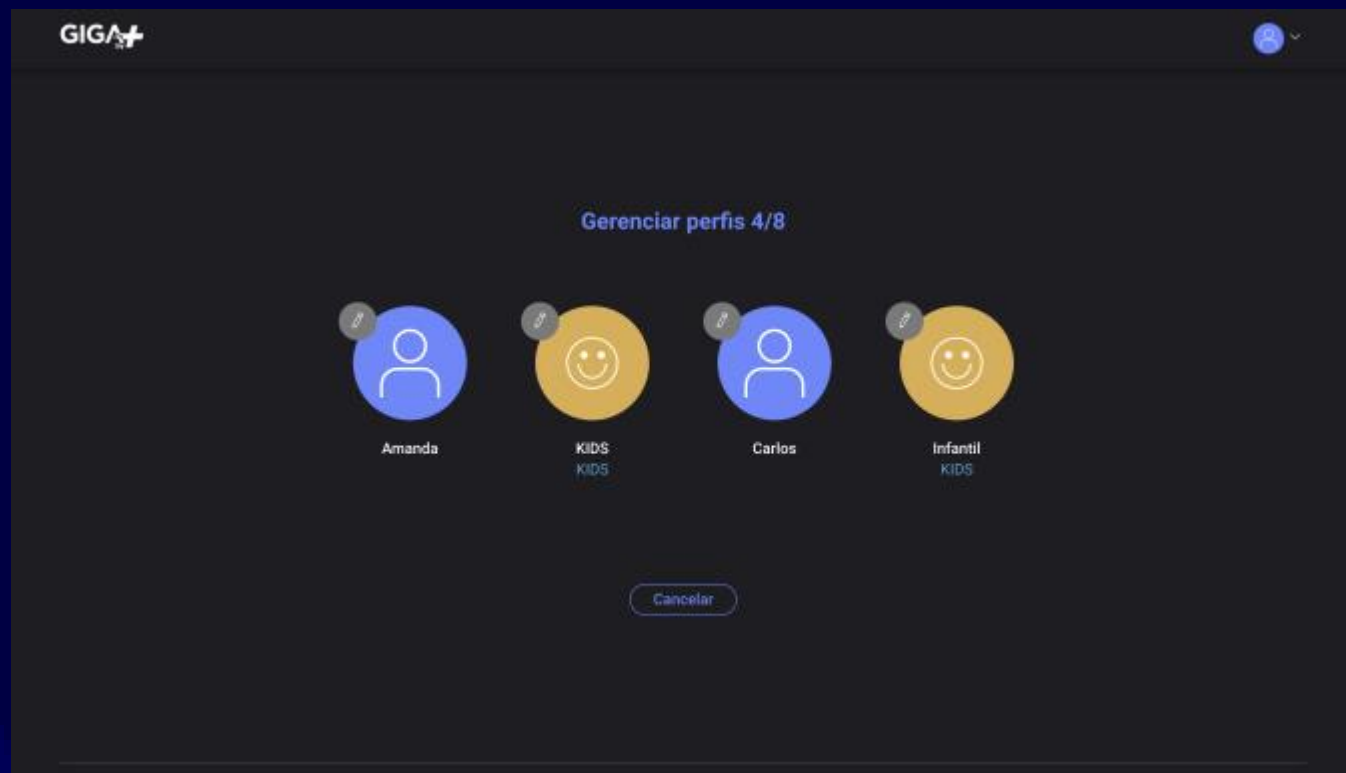 GIGA+
Gerenciar perfis 4/8
Amanda
KIDS
KIDS
Carlos
Infantil
KIDS
Cancelar